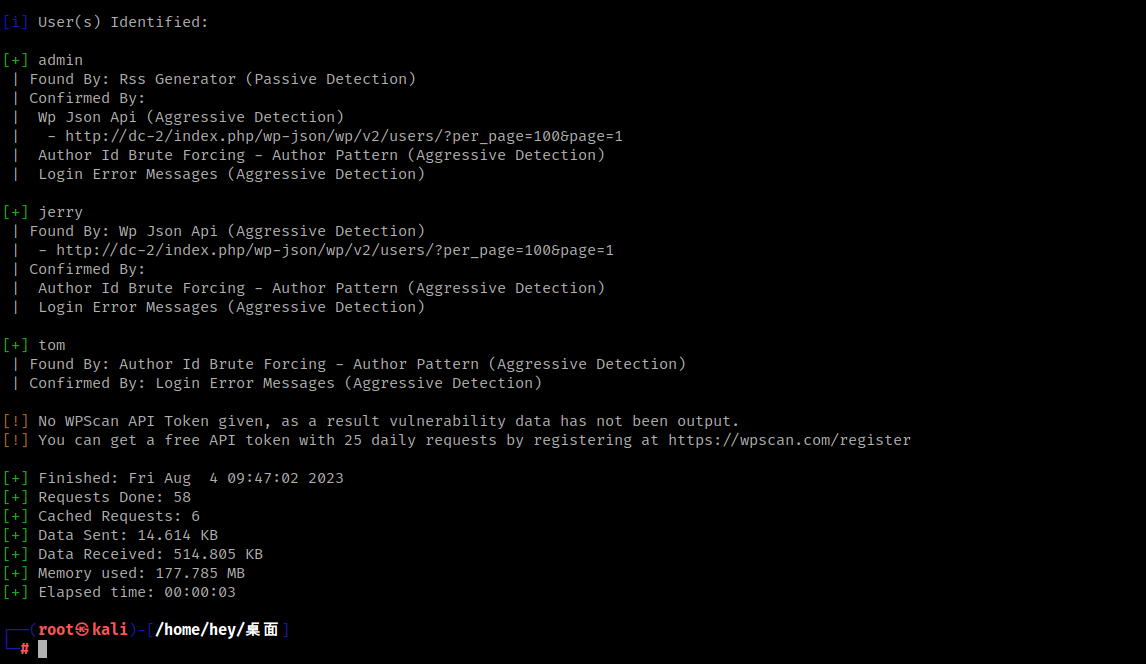 [i] User(s) Identified:
[+] admin
 | Found By: Rss Generator (Passive Detection)
 | Confirmed By:
 |  Wp Json Api (Aggressive Detection)
 |   - http://dc-2/index.php/wp-json/wp/v2/users/?per_page=100&page=1
 |  Author Id Brute Forcing - Author Pattern (Aggressive Detection)
 |  Login Error Messages (Aggressive Detection)
[+] jerry
 | Found By: Wp Json Api (Aggressive Detection)
 |  - http://dc-2/index.php/wp-json/wp/v2/users/?per_page=100&page=1
 | Confirmed By:
 |  Author Id Brute Forcing - Author Pattern (Aggressive Detection)
 |  Login Error Messages (Aggressive Detection)
[+] tom
 | Found By: Author Id Brute Forcing - Author Pattern (Aggressive Detection)
 | Confirmed By: Login Error Messages (Aggressive Detection)
[!] No WPScan API Token given, as a result vulnerability data has not been output.
[!] You can get a free API token with 25 daily requests by registering at https://wpscan.com/register
[+] Finished: Fri Aug  4 09:47:02 2023
[+] Requests Done: 58
[+] Cached Requests: 6
[+] Data Sent: 14.614 KB
[+] Data Received: 514.805 KB
[+] Memory used: 177.785 MB
[+] Elapsed time: 00:00:03
┌──(root㉿kali)-[/home/hey/桌面]
└─#